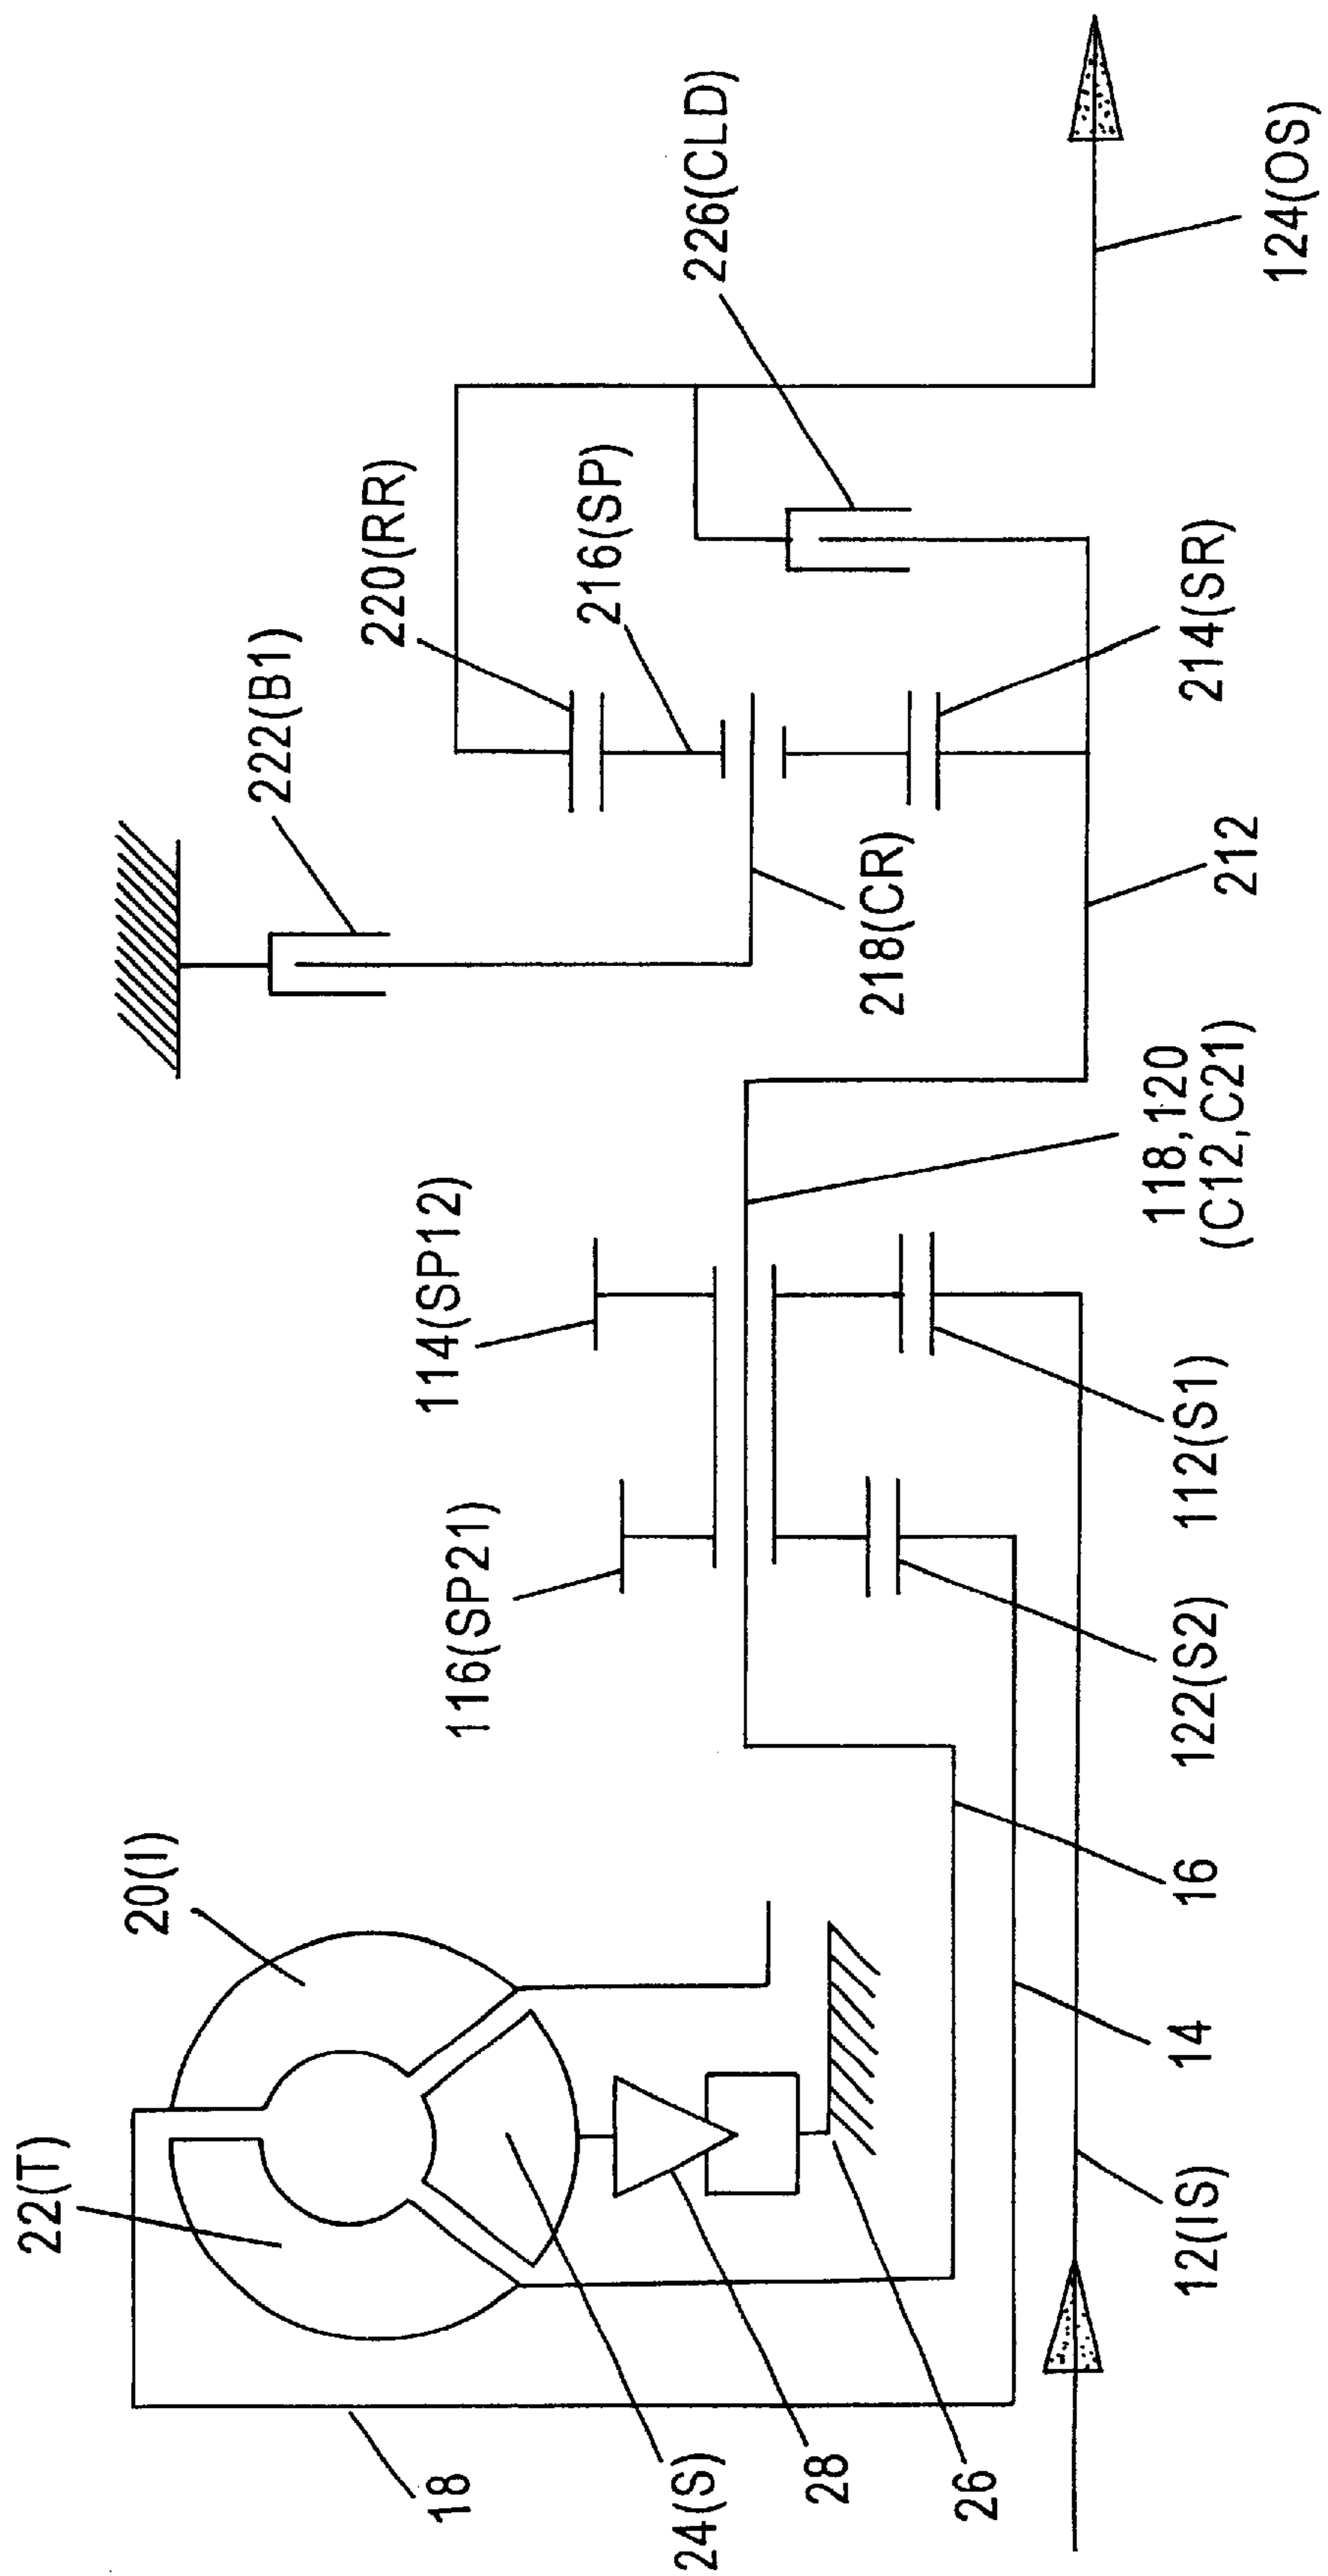 22(T)
20(I)
18
24(S)
28
26
12(IS)
14
16
116(SP21)
114(SP12)
122(S2)
112(S1)
118,120
(C12,C21)
222(B1)
218(CR)
212
220(RR)
216(SP)
214(SR)
226(CLD)
124(OS)